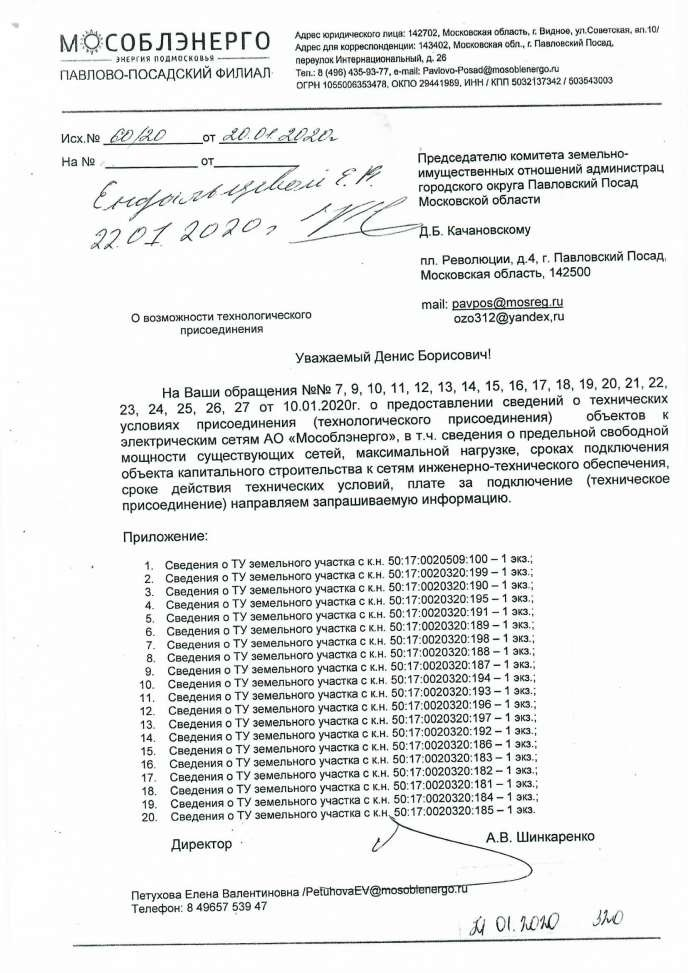 МОСОБЛЭНЕРГО
ЭНЕРГИЯ ПОДМОСКОВЬЯ
ПАВЛОВО-ПОСАДСКИЙ ФИЛИАЛ
Адрес юридического лица: 142702, Московская область, г. Видное, ул.Советская, вл.10/
Адрес для корреспонденции: 143402, Московская обл., г. Павловский Посад,
переулок Интернациональный, д. 26
Тел.: 8 (496) 435-93-77, e-mail: Pavlovo-Posad@mosoblenergo.ru
ОГРН 1055006353478, ОКПО 29441989, ИНН / КПП 5032137342 / 503543003
Исх.№ 60/20 от 20.01.2020г
На № от
Ендальцевой Е.В.
22.01.2020г
Председателю комитета земельно-
имущественных отношений администрац
городского округа Павловский Посад
Московской области
Д.Б. Качановскому
пл. Революции, д.4, г. Павловский Посад,
Московская область, 142500
mail: pavpos@mosreg.ru
ozo312@yandex,ru
О возможности технологического
присоединения
Уважаемый Денис Борисович!
На Ваши обращения №№ 7, 9, 10, 11, 12, 13, 14, 15, 16, 17, 18, 19, 20, 21, 22,
23, 24, 25, 26, 27 от 10.01.2020г. о предоставлении сведений о технических
условиях присоединения (технологического присоединения) объектов к
электрическим сетям АО «Мособлэнерго», в т.ч. сведения о предельной свободной
мощности существующих сетей, максимальной нагрузке, сроках подключения
объекта капитального строительства к сетям инженерно-технического обеспечения,
сроке действия технических условий, плате за подключение (техническое
присоединение) направляем запрашиваемую информацию.
Приложение:
1. Сведения о ТУ земельного участка с к.н. 50:17:0020509:100 – 1 экз.;
2. Сведения о ТУ земельного участка с к.н. 50:17:0020320:199 – 1 экз.;
3. Сведения о ТУ земельного участка с к.н. 50:17:0020320:190 – 1 экз.;
4. Сведения о ТУ земельного участка с к.н. 50:17:0020320:195 – 1 экз.;
5. Сведения о ТУ земельного участка с к.н. 50:17:0020320:191 – 1 экз.;
6. Сведения о ТУ земельного участка с к.н. 50:17:0020320:189 – 1 экз.;
7. Сведения о ТУ земельного участка с к.н. 50:17:0020320:198 – 1 экз.;
8. Сведения о ТУ земельного участка с к.н. 50:17:0020320:188 – 1 экз.;
9. Сведения о ТУ земельного участка с к.н. 50:17:0020320:187 – 1 экз.;
10. Сведения о ТУ земельного участка с к.н. 50:17:0020320:194 – 1 экз.;
11. Сведения о ТУ земельного участка с к.н. 50:17:0020320:193 – 1 экз.;
12. Сведения о ТУ земельного участка с к.н. 50:17:0020320:196 – 1 экз.;
13. Сведения о ТУ земельного участка с к.н. 50:17:0020320:197 – 1 экз.;
14. Сведения о ТУ земельного участка с к.н. 50:17:0020320:192 – 1 экз.;
15. Сведения о ТУ земельного участка с к.н. 50:17:0020320:186 – 1 экз.;
16. Сведения о ТУ земельного участка с к.н. 50:17:0020320:183 – 1 экз.;
17. Сведения о ТУ земельного участка с к.н. 50:17:0020320:182 – 1 экз.;
18. Сведения о ТУ земельного участка с к.н. 50:17:0020320:181 – 1 экз.;
19. Сведения о ТУ земельного участка с к.н. 50:17:0020320:184 – 1 экз.;
20. Сведения о ТУ земельного участка с к.н. 50:17:0020320:185 – 1 экз.
Директор А.В. Шинкаренко
Петухова Елена Валентиновна /PetuhovaEV@mosoblenergo.ru
Телефон: 8 49657 539 47
21 01.2020 320